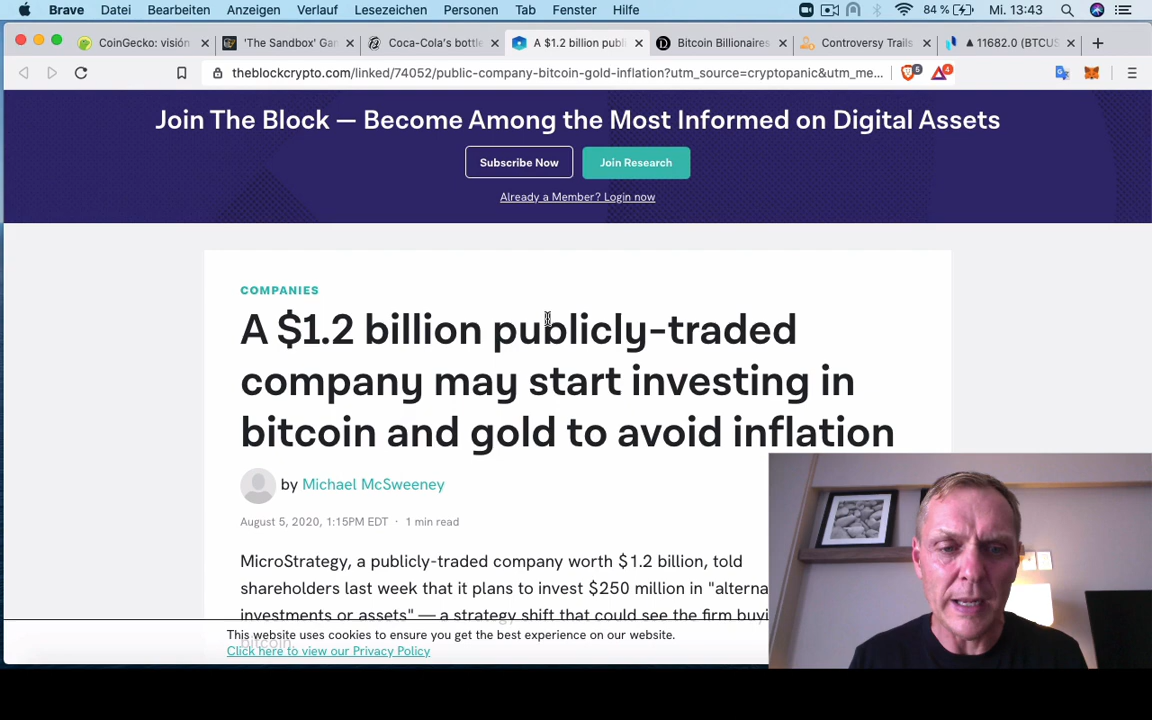 Brave Datei Bearbeiten Anzeigen Verlauf Lesezeichen Personen Tab Fenster Hilfe 84 % Mi. 13:43
CoinGecko: visión 'The Sandbox' Gan Coca-Cola's bottle A $1.2 billion publi Bitcoin Billionaires Controversy Trails ▲ 11682.0 (BTCUS
theblockcrypto.com/linked/74052/public-company-bitcoin-gold-inflation?utm_source=cryptopanic&utm_me... 5 4
Join The Block — Become Among the Most Informed on Digital Assets
Subscribe Now Join Research
Already a Member? Login now
COMPANIES
A $1.2 billion publicly-traded
company may start investing in
bitcoin and gold to avoid inflation
by Michael McSweeney
August 5, 2020, 1:15PM EDT · 1 min read
MicroStrategy, a publicly-traded company worth $1.2 billion, told
shareholders last week that it plans to invest $250 million in "alterna
investments or assets" — a strategy shift that could see the firm buyi
This website uses cookies to ensure you get the best experience on our website.
bitcoin.
Click here to view our Privacy Policy